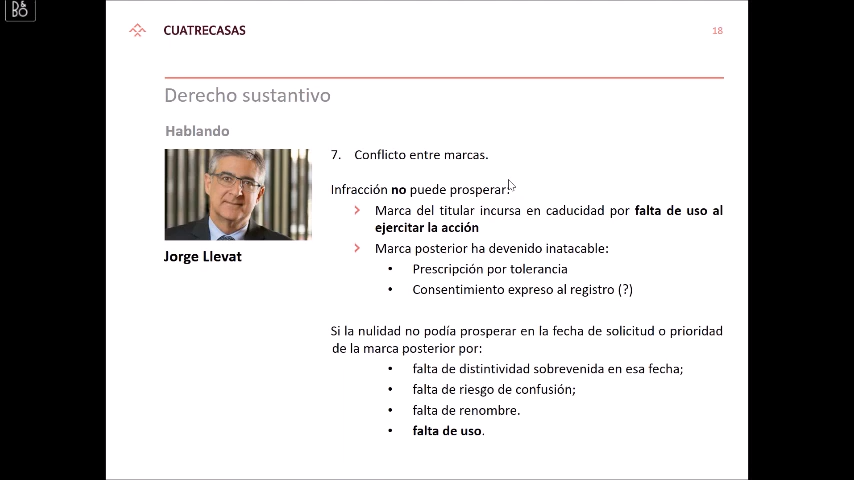 D&
BO
CUATRECASAS
18
Derecho sustantivo
Hablando
Jorge Llevat
7. Conflicto entre marcas.
Infracción no puede prosperar:
Marca del titular incursa en caducidad por falta de uso al
ejercitar la acción
Marca posterior ha devenido inatacable:
• Prescripción por tolerancia
• Consentimiento expreso al registro (?)
Si la nulidad no podía prosperar en la fecha de solicitud o prioridad
de la marca posterior por:
• falta de distintividad sobrevenida en esa fecha;
• falta de riesgo de confusión;
• falta de renombre.
• falta de uso.